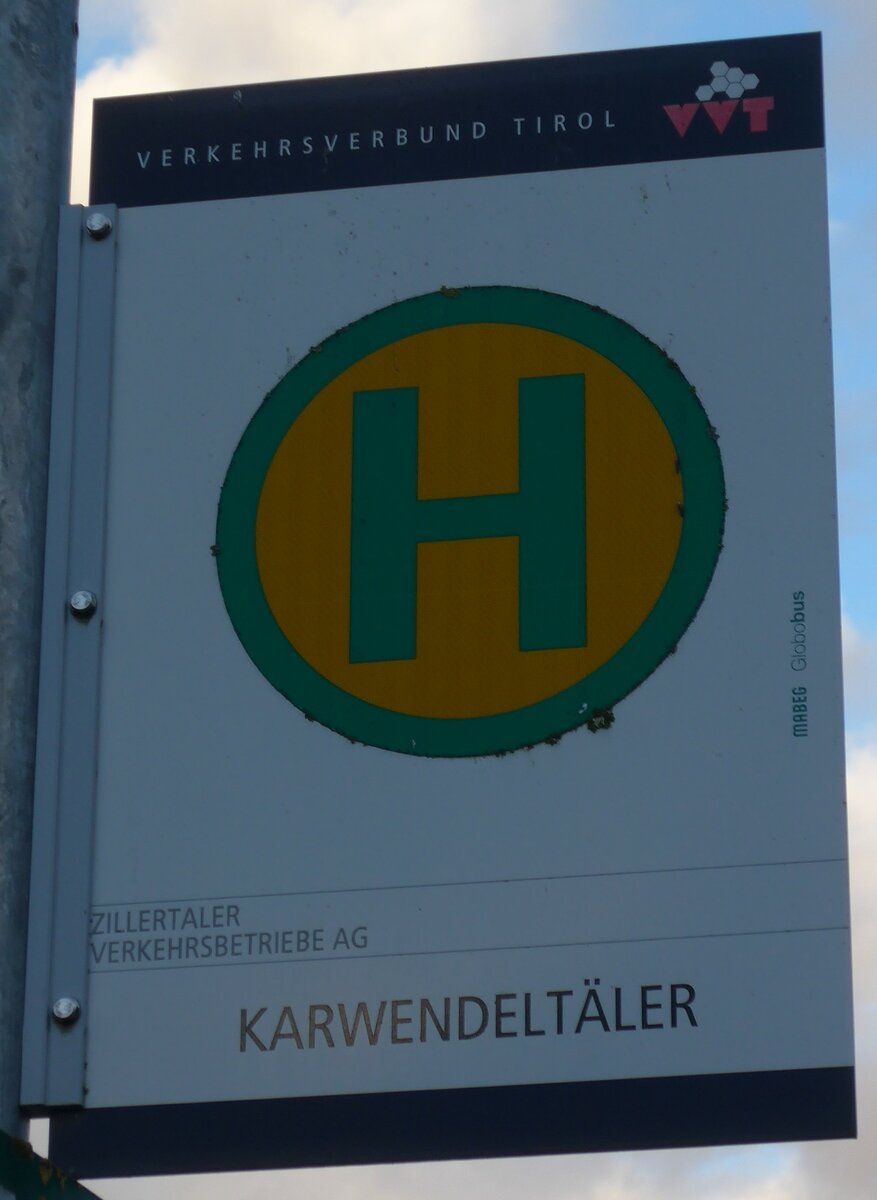 VERKEHRSVERBUND TIROL
VVT
H
MABEG Globobus
ZILLERTALER
VERKEHRSBETRIEBE AG
KARWENDELTÄLER